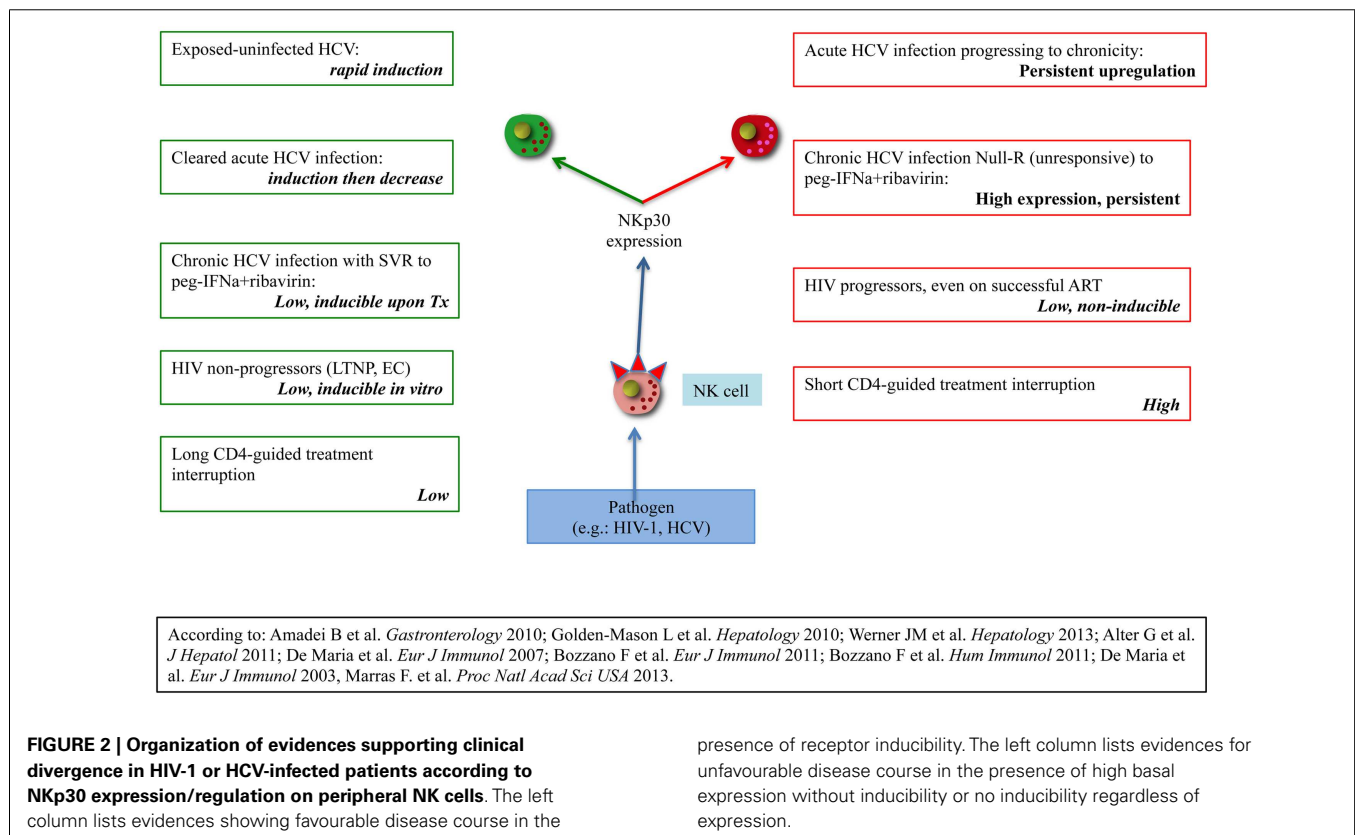 Exposed-uninfected HCV:
rapid induction
Cleared acute HCV infection:
induction then decrease
Chronic HCV infection with SVR to
peg-IFNa+ribavirin:
Low, inducible upon Tx
HIV non-progressors (LTNP, EC)
Low, inducible in vitro
Long CD4-guided treatment
interruption
Low
NKp30
expression
NK cell
Pathogen
(e.g.: HIV-1, HCV)
Acute HCV infection progressing to chronicity:
Persistent upregulation
Chronic HCV infection Null-R (unresponsive) to
peg-IFNa+ribavirin:
High expression, persistent
HIV progressors, even on successful ART
Low, non-inducible
Short CD4-guided treatment interruption
High
According to: Amadei B et al. Gastronterology 2010; Golden-Mason L et al. Hepatology 2010; Werner JM et al. Hepatology 2013; Alter G et al.
J Hepatol 2011; De Maria et al. Eur J Immunol 2007; Bozzano F et al. Eur J Immunol 2011; Bozzano F et al. Hum Immunol 2011; De Maria et
al. Eur J Immunol 2003, Marras F. et al. Proc Natl Acad Sci USA 2013.
FIGURE 2 | Organization of evidences supporting clinical
divergence in HIV-1 or HCV-infected patients according to
NKp30 expression/regulation on peripheral NK cells. The left
column lists evidences showing favourable disease course in the
presence of receptor inducibility. The left column lists evidences for
unfavourable disease course in the presence of high basal
expression without inducibility or no inducibility regardless of
expression.